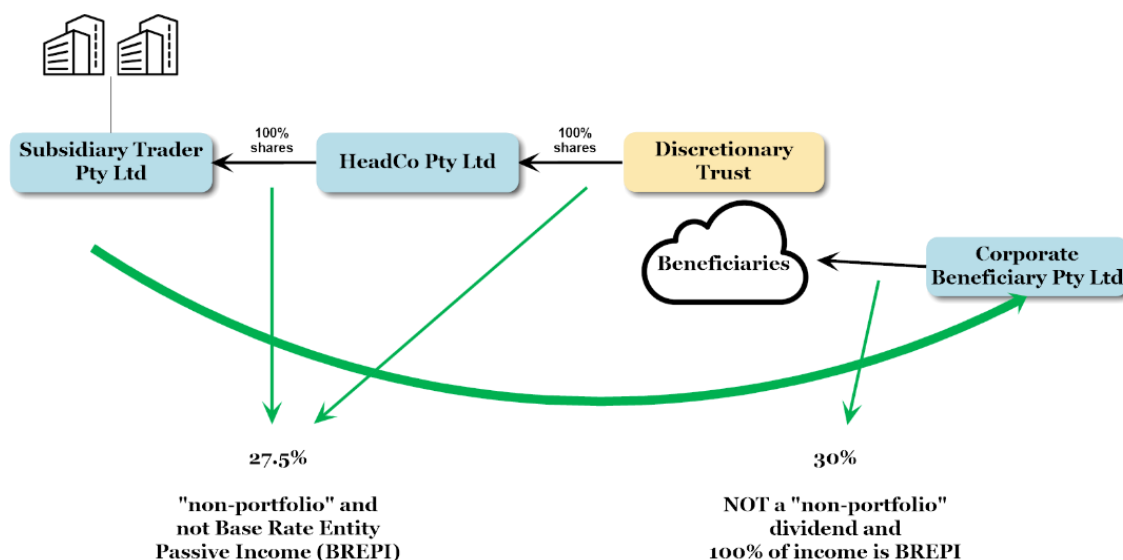 100%
shares
100%
shares
Subsidiary Trader
Pty Ltd
HeadCo Pty Ltd
Discretionary
Trust
Beneficiaries
Corporate
Beneficiary Pty Ltd
27.5%
"non-portfolio" and
not Base Rate Entity
Passive Income (BREPI)
30%
NOT a "non-portfolio"
dividend and
100% of income is BREPI